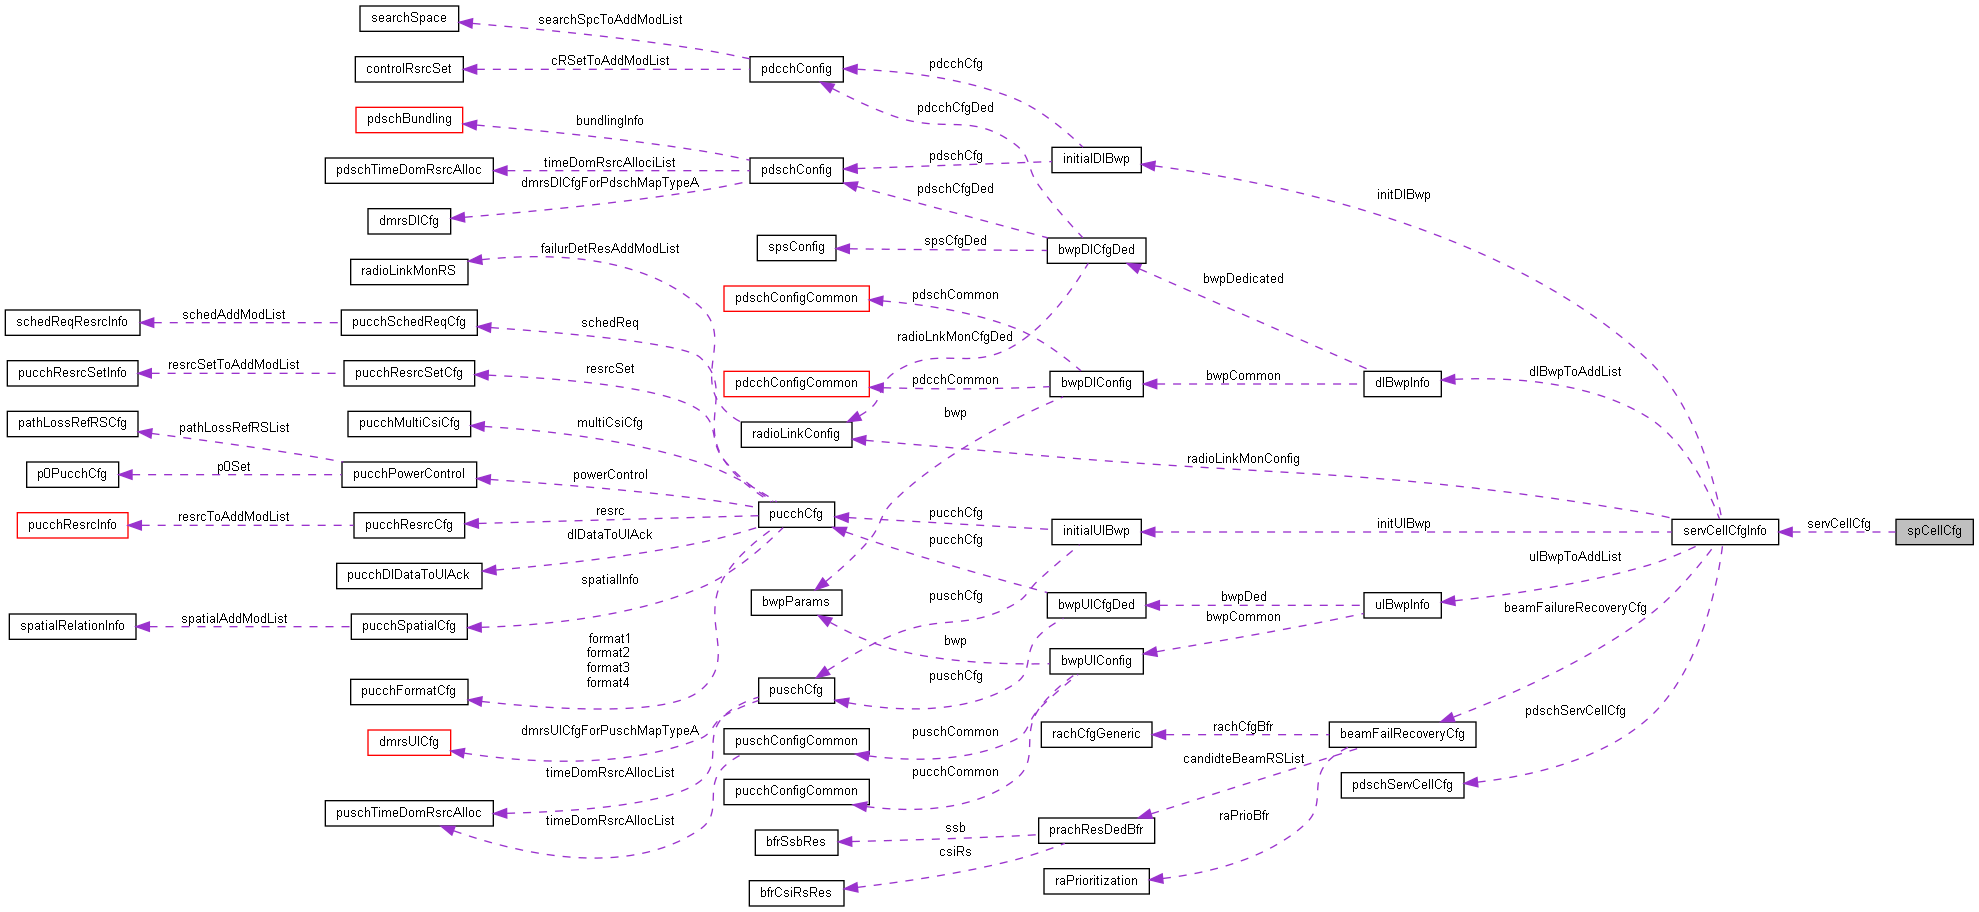 searchSpace
searchSpcToAddModList
controlRsrcSet
cRSetToAddModList
pdcchConfig
pdcchCfg
pdschBundling
bundlingInfo
pdcchCfgDed
pdschTimeDomRsrcAlloc
timeDomRsrcAllociList
dmrsDlCfgForPdschMapTypeA
pdschConfig
pdschCfg
initialDlBwp
pdschCfgDed
initDlBwp
dmrsDlCfg
failurDetResAddModList
spsConfig
spsCfgDed
bwpDlCfgDed
radioLinkMonRS
bwpDedicated
pdschConfigCommon
pdschCommon
schedReqResrcInfo
schedAddModList
pucchSchedReqCfg
schedReq
radioLnkMonCfgDed
pucchResrcSetInfo
resrcSetToAddModList
pucchResrcSetCfg
resrcSet
pdcchConfigCommon
pdcchCommon
bwpDlConfig
bwpCommon
dlBwpInfo
dlBwpToAddList
bwp
pathLossRefRSCfg
pathLossRefRSList
pucchMultiCsiCfg
multiCsiCfg
radioLinkConfig
radioLinkMonConfig
p0PucchCfg
p0Set
pucchPowerControl
powerControl
pucchResrcInfo
resrcToAddModList
pucchResrcCfg
resrc
pucchCfg
pucchCfg
initialUlBwp
initUlBwp
servCellCfgInfo
servCellCfg
spCellCfg
dlDataToUlAck
pucchCfg
ulBwpToAddList
pucchDlDataToUlAck
spatialInfo
bwpParams
puschCfg
bwpUlCfgDed
bwpDed
ulBwpInfo
beamFailureRecoveryCfg
bwpCommon
spatialRelationInfo
spatialAddModList
pucchSpatialCfg
format1
format2
format3
format4
bwp
bwpUlConfig
pucchFormatCfg
puschCfg
puschCfg
pdschServCellCfg
dmrsUlCfg
dmrsUlCfgForPuschMapTypeA
puschConfigCommon
puschCommon
rachCfgGeneric
rachCfgBfr
beamFailRecoveryCfg
timeDomRsrcAllocList
pucchConfigCommon
pucchCommon
candidteBeamRSList
pdschServCellCfg
puschTimeDomRsrcAlloc
timeDomRsrcAllocList
raPrioBfr
bfrSsbRes
ssb
prachResDedBfr
csiRs
bfrCsiRsRes
raPrioritization